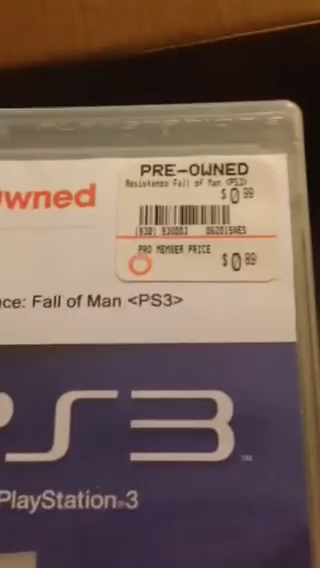 PRE-OWNED
Resistance Fall of Man <PS3>
$0.99
wned
PRO MEMBER PRICE
$0.89
ce: Fall of Man <PS3>
PS3
PlayStation®3